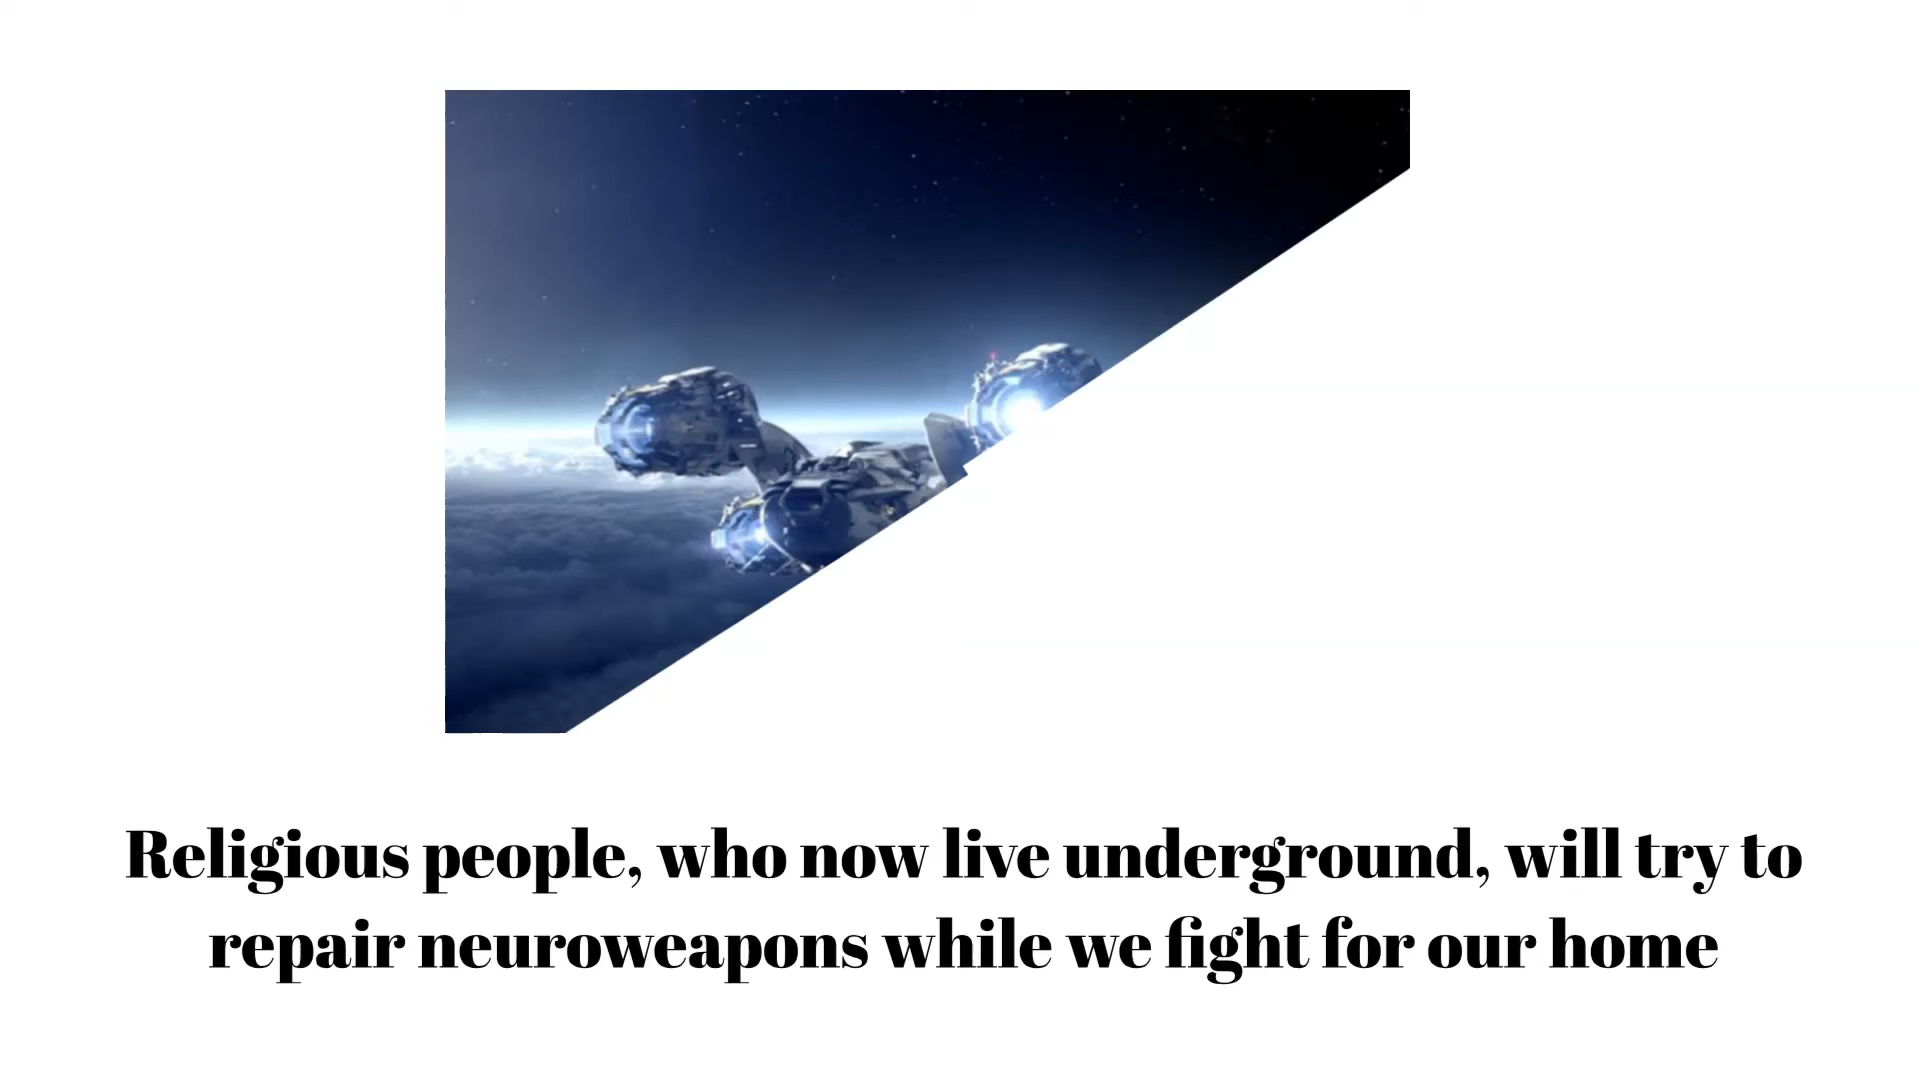 Religious people, who now live underground, will try to
repair neuroweapons while we fight for our home